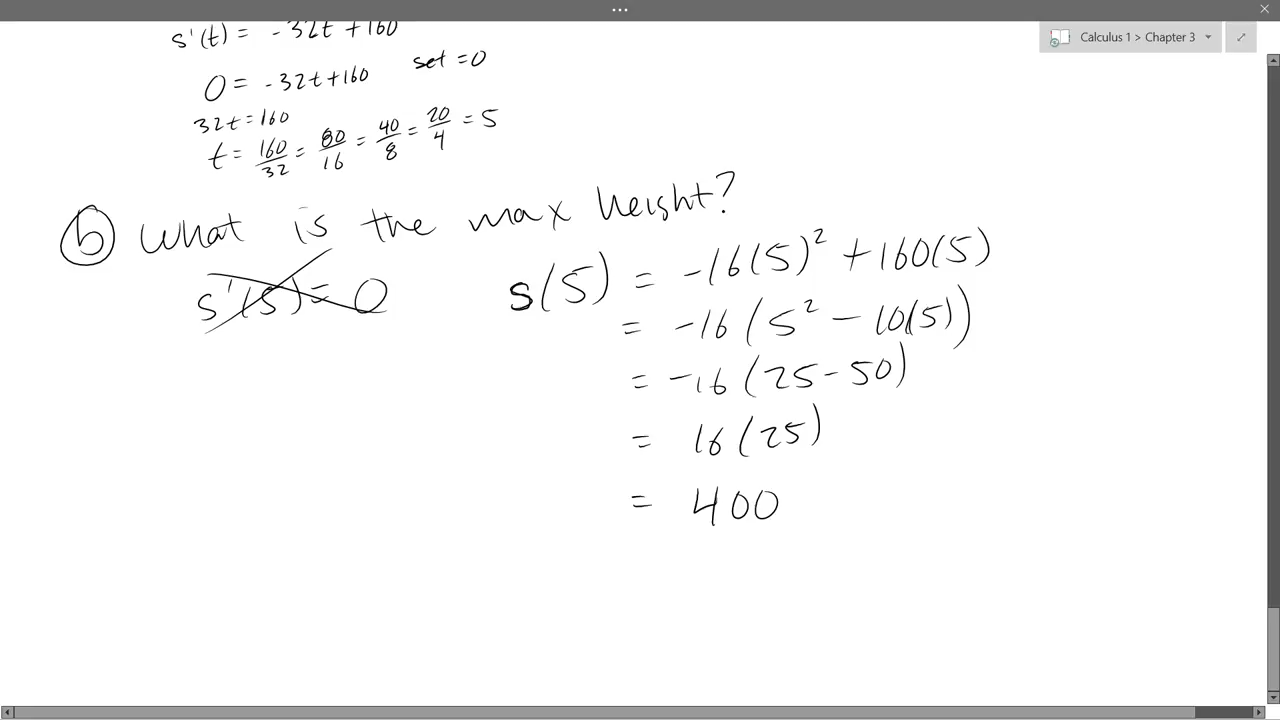 Calculus 1 > Chapter 3
s'(t) = -32t + 160
0 = -32t + 160 set = 0
32t = 160
t = 160/32 = 80/16 = 40/8 = 20/4 = 5
(b) What is the max height?
s'(5) = 0
s(5) = -16(5)² + 160(5)
= -16(5² - 10(5))
= -16(25 - 50)
= 16(25)
= 400